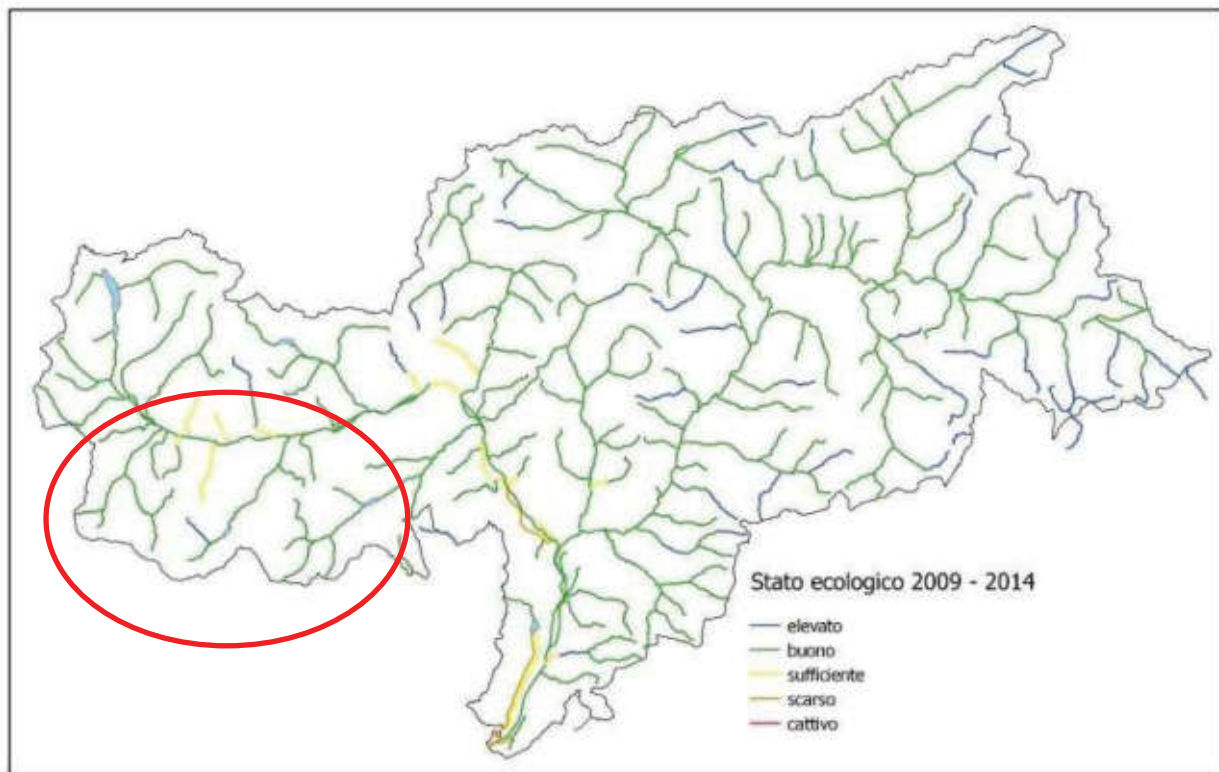 Stato ecologico 2009 - 2014
elevato
buono
sufficiente
scarso
cattivo